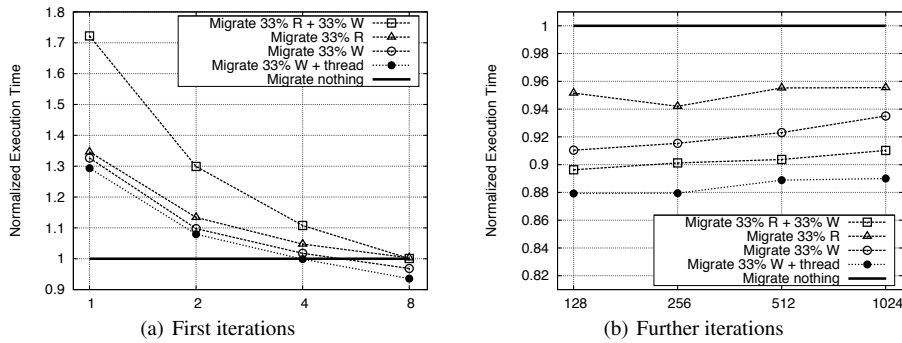 1.8
1.7
1.6
1.5
1.4
1.3
1.2
1.1
1
0.9
Normalized Execution Time
Migrate 33% R + 33% W
Migrate 33% R
Migrate 33% W
Migrate 33% W + thread
Migrate nothing
1 2 4 8
(a) First iterations
1
0.98
0.96
0.94
0.92
0.9
0.88
0.86
0.84
0.82
Normalized Execution Time
Migrate 33% R + 33% W
Migrate 33% R
Migrate 33% W
Migrate 33% W + thread
Migrate nothing
128 256 512 1024
(b) Further iterations